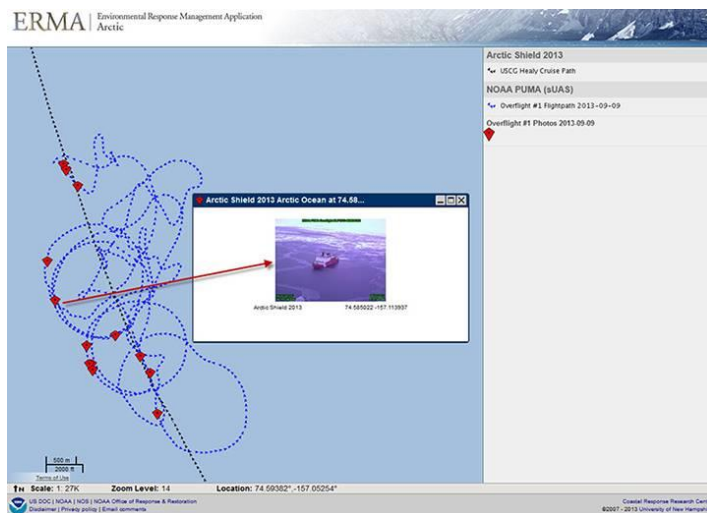 ERMA | Environmental Response Management Application
Arctic
Arctic Shield 2013
USCG Healy Cruise Path
NOAA PUMA (sUAS)
Overflight #1 Flightpath 2013-09-09
Overflight #1 Photos 2013-09-09
Arctic Shield 2013 Arctic Ocean at 74.58...
Arctic Shield 2013 74.585022 -157.113937
500 m
2000 ft
Terms of Use
Scale: 1: 27K Zoom Level: 14 Location: 74.59382°,-157.05254°
US DOC | NOAA | NOS | NOAA Office of Response & Restoration
Disclaimer | Privacy policy | Email comments
Coastal Response Research Cent
©2007 - 2013 University of New Hampshi